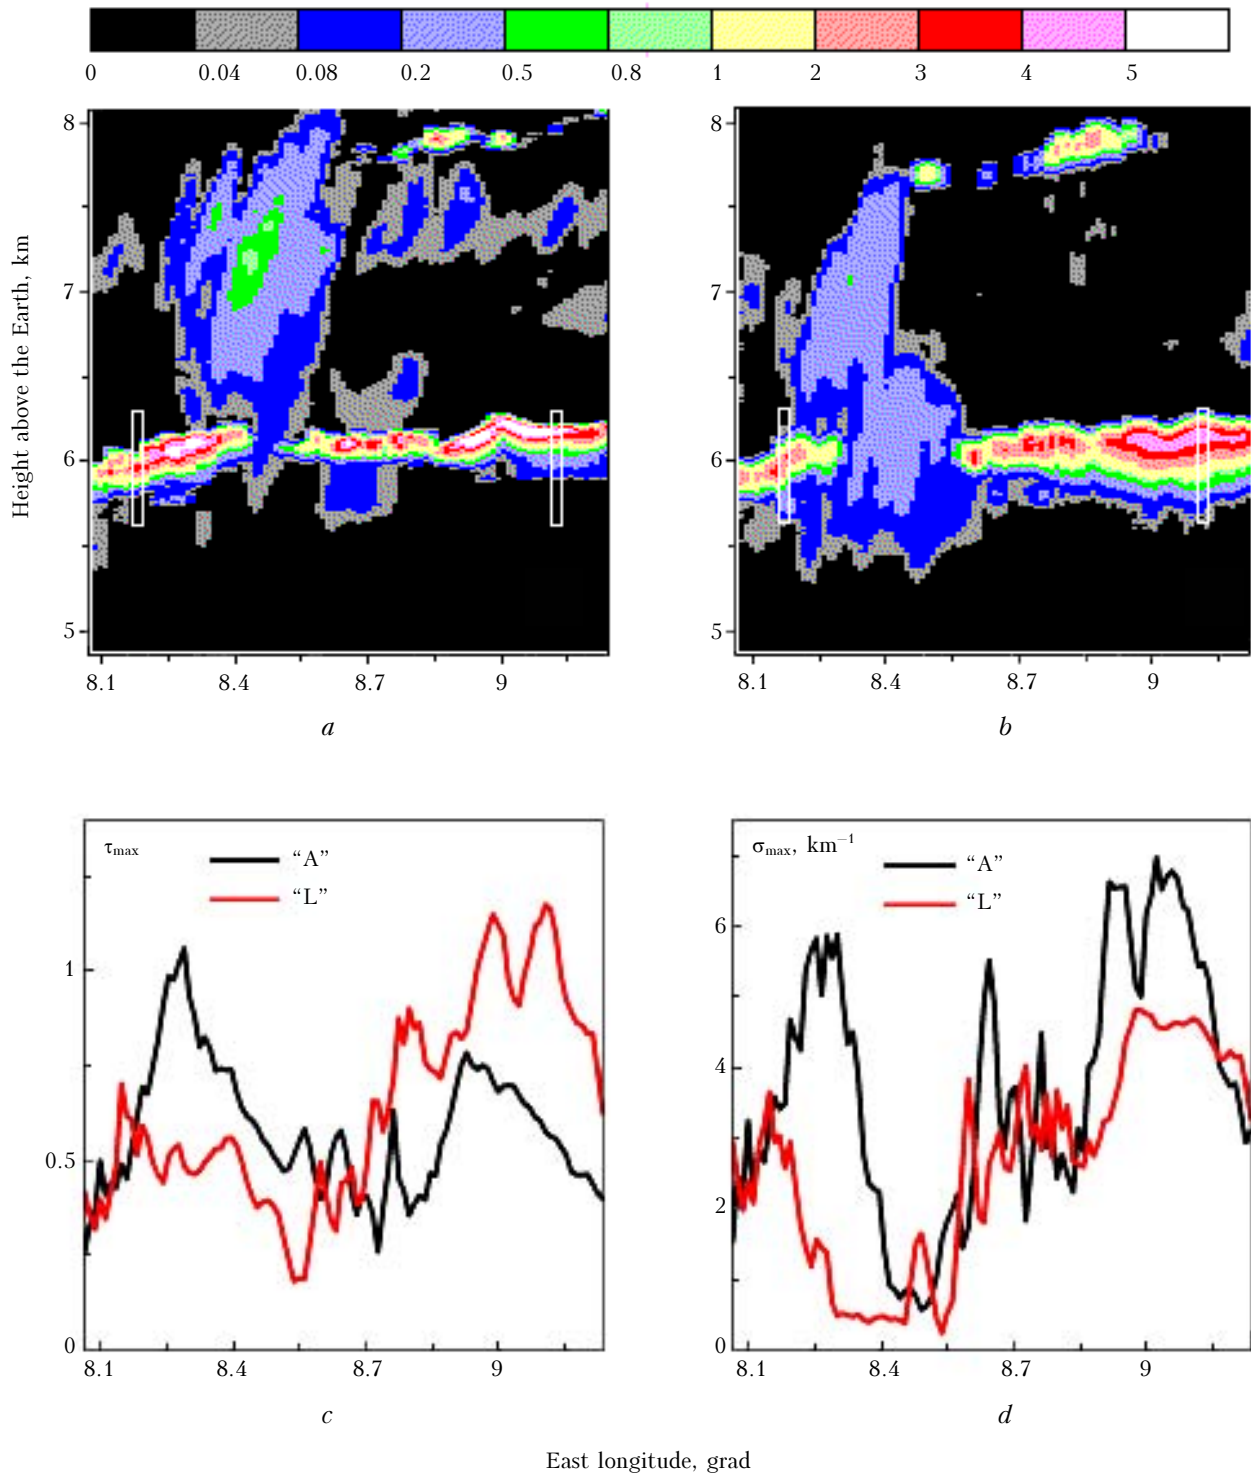 0 0.04 0.08 0.2 0.5 0.8 1 2 3 4 5
Height above the Earth, km
8
7
6
5
8.1 8.4 8.7 9
a
8
7
6
5
8.1 8.4 8.7 9
b
τmax
“A”
“L”
1
0.5
0
8.1 8.4 8.7 9
c
σmax, km⁻¹
“A”
“L”
6
4
2
0
8.1 8.4 8.7 9
d
East longitude, grad